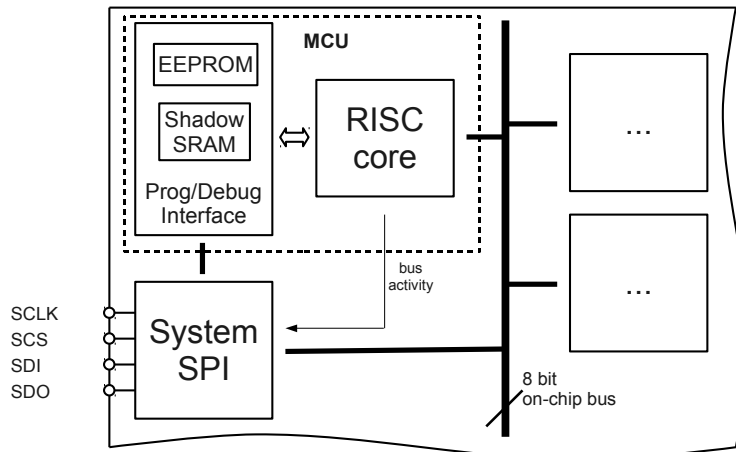 MCU
EEPROM
Shadow
SRAM
Prog/Debug
Interface
RISC
core
...
bus
activity
...
System
SPI
SCLK
SCS
SDI
SDO
8 bit
on-chip bus